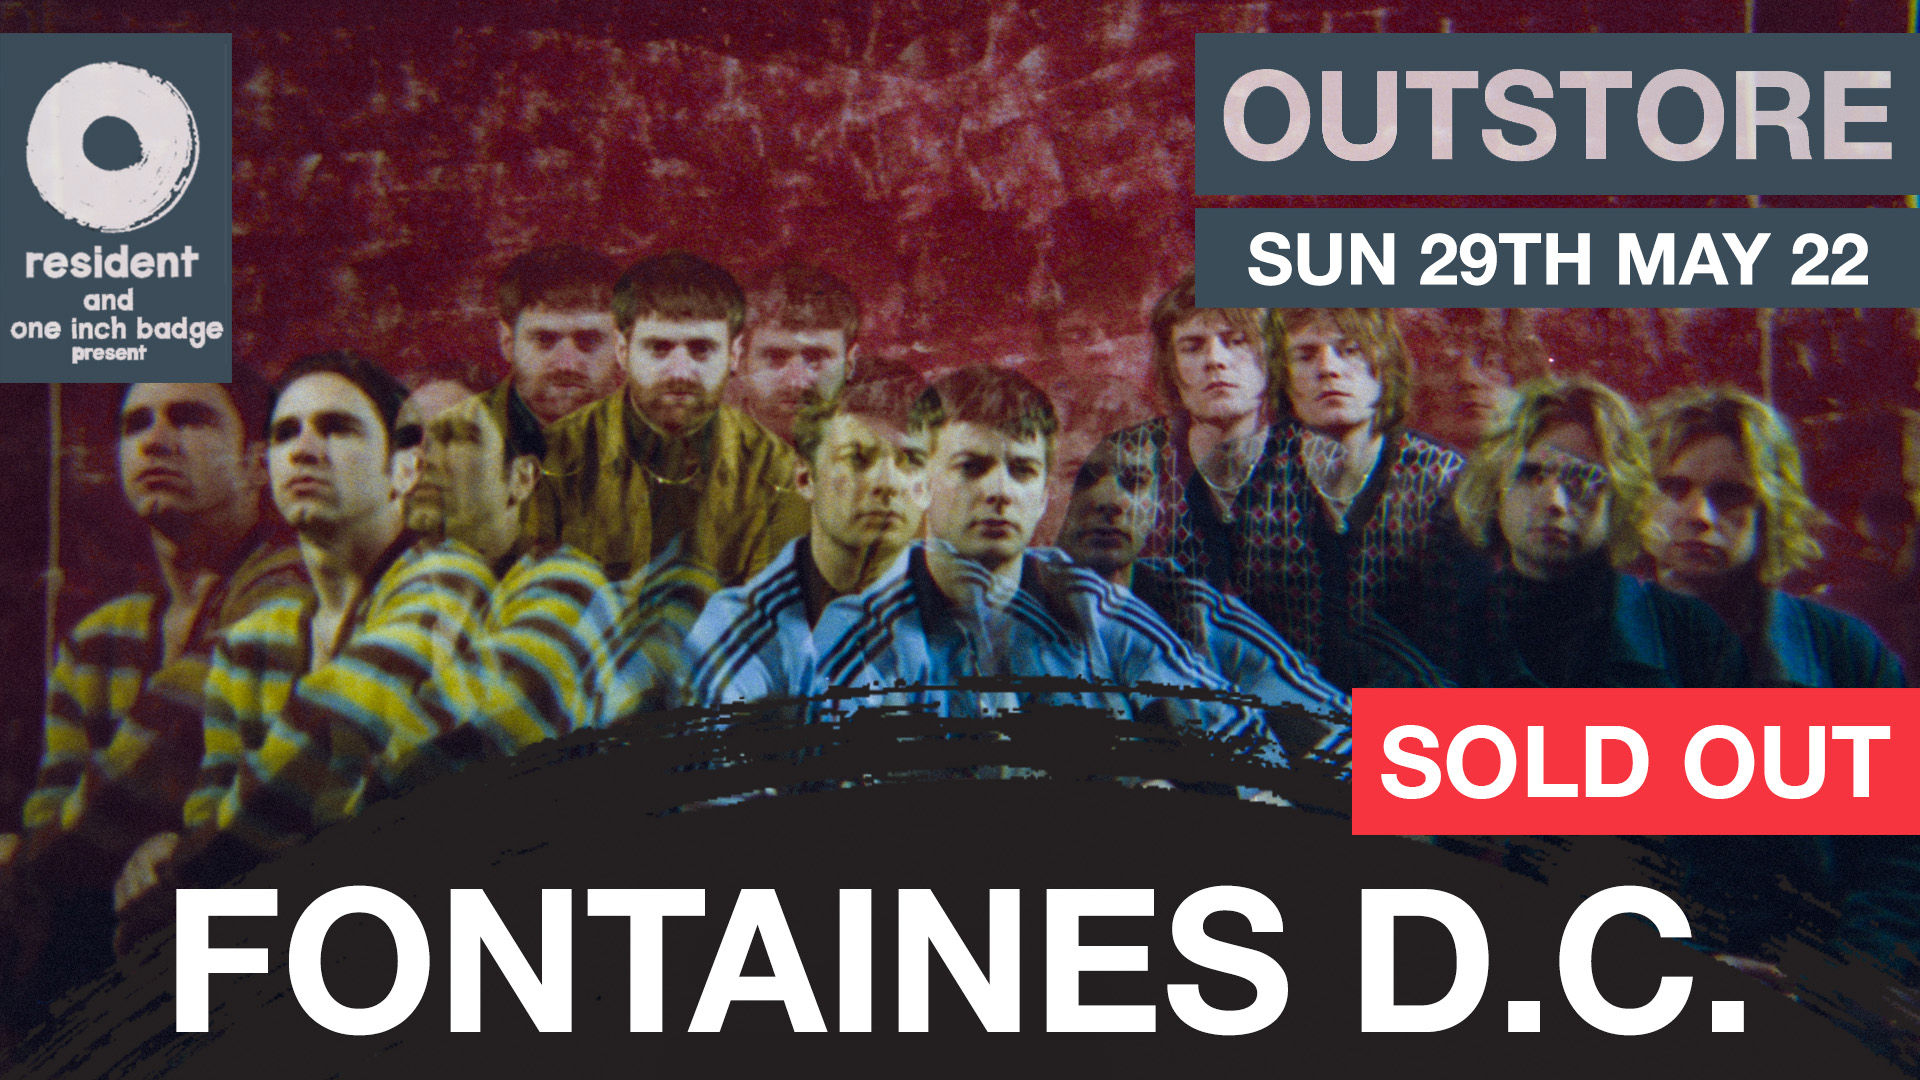 resident
and
one inch badge
present
OUTSTORE
SUN 29TH MAY 22
SOLD OUT
FONTAINES D.C.